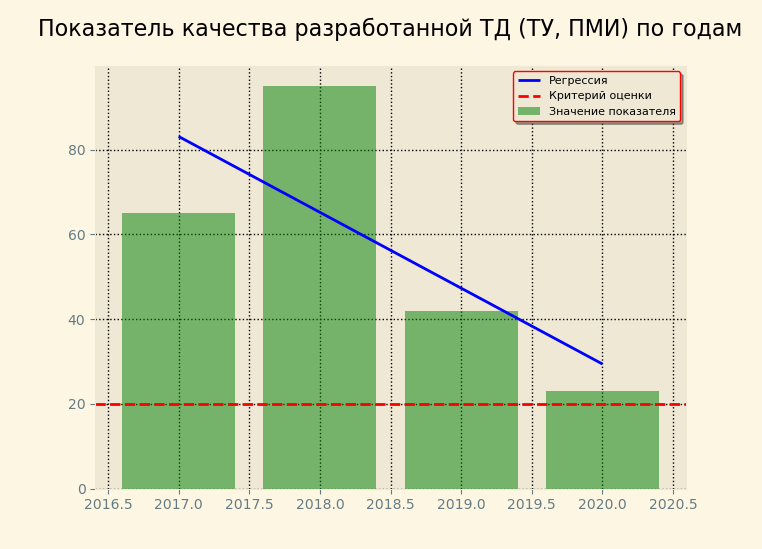 Показатель качества разработанной ТД (ТУ, ПМИ) по годам
Регрессия
Критерий оценки
Значение показателя
80
60
40
20
0
2016.5 2017.0 2017.5 2018.0 2018.5 2019.0 2019.5 2020.0 2020.5